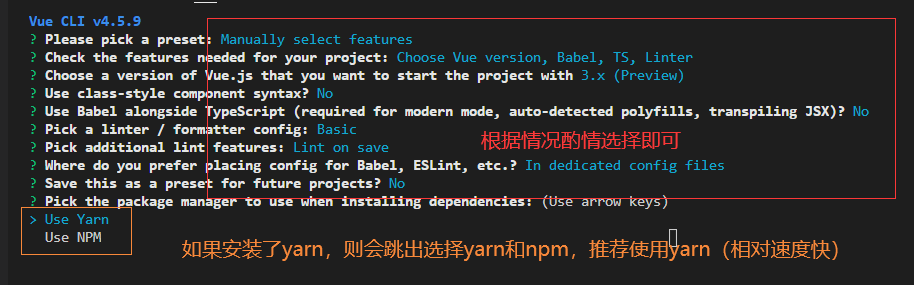 Vue CLI v4.5.9
? Please pick a preset: Manually select features
? Check the features needed for your project: Choose Vue version, Babel, TS, Linter
? Choose a version of Vue.js that you want to start the project with 3.x (Preview)
? Use class-style component syntax? No
? Use Babel alongside TypeScript (required for modern mode, auto-detected polyfills, transpiling JSX)? No
? Pick a linter / formatter config: Basic
根据情况酌情选择即可
? Pick additional lint features: Lint on save
? Where do you prefer placing config for Babel, ESLint, etc.? In dedicated config files
? Save this as a preset for future projects? No
? Pick the package manager to use when installing dependencies: (Use arrow keys)
> Use Yarn
Use NPM
如果安装了yarn，则会跳出选择yarn和npm，推荐使用yarn（相对速度快）